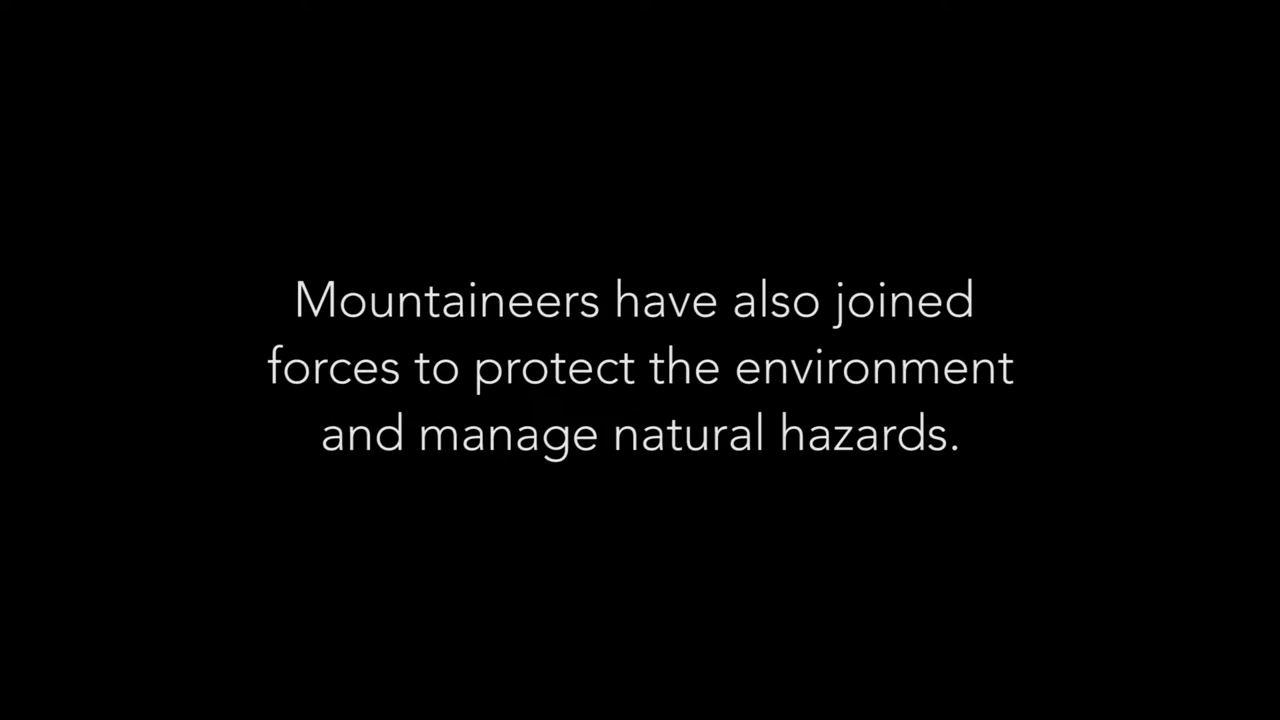 Mountaineers have also joined
forces to protect the environment
and manage natural hazards.